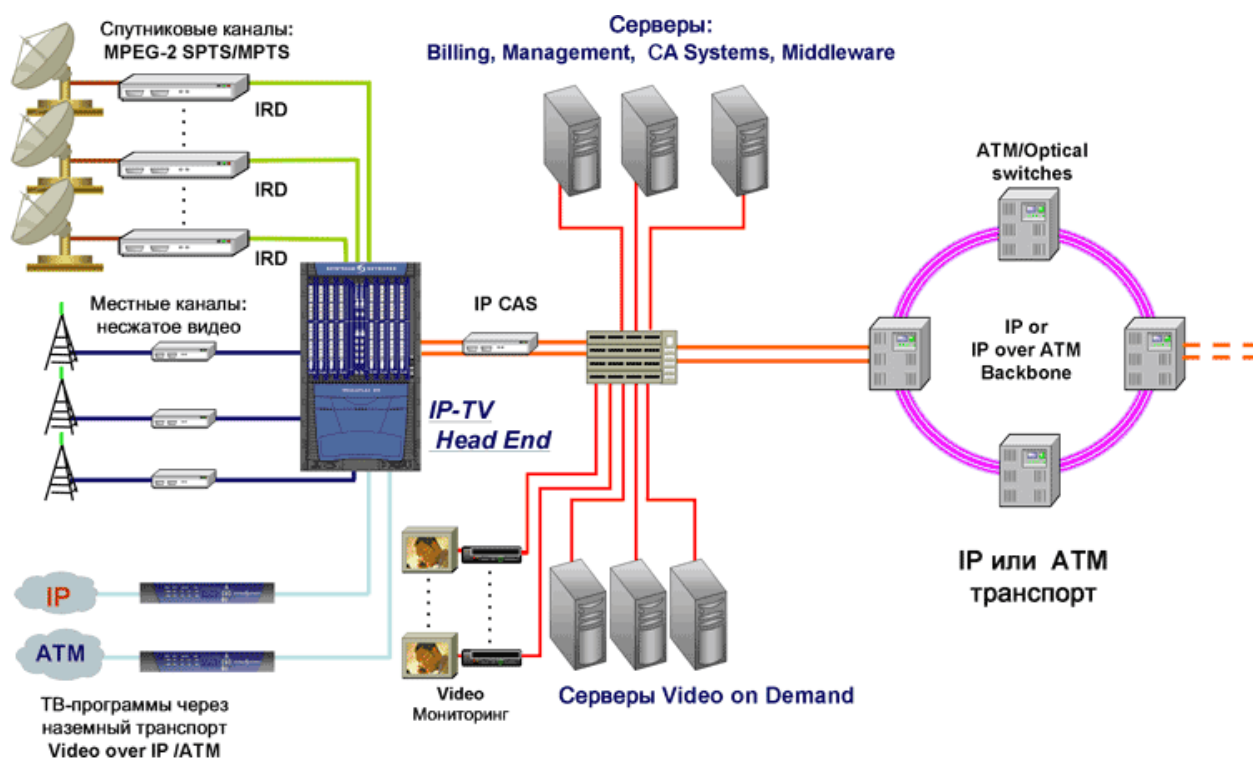 Спутниковые каналы:
MPEG-2 SPTS/MPTS
IRD
IRD
IRD
Серверы:
Billing, Management, CA Systems, Middleware
ATM/Optical
switches
Местные каналы:
несжатое видео
IP CAS
IP or
IP over ATM
Backbone
IP-TV
Head End
IP или ATM
транспорт
IP
ATM
Video
Мониторинг
Серверы Video on Demand
ТВ-программы через
наземный транспорт
Video over IP /ATM